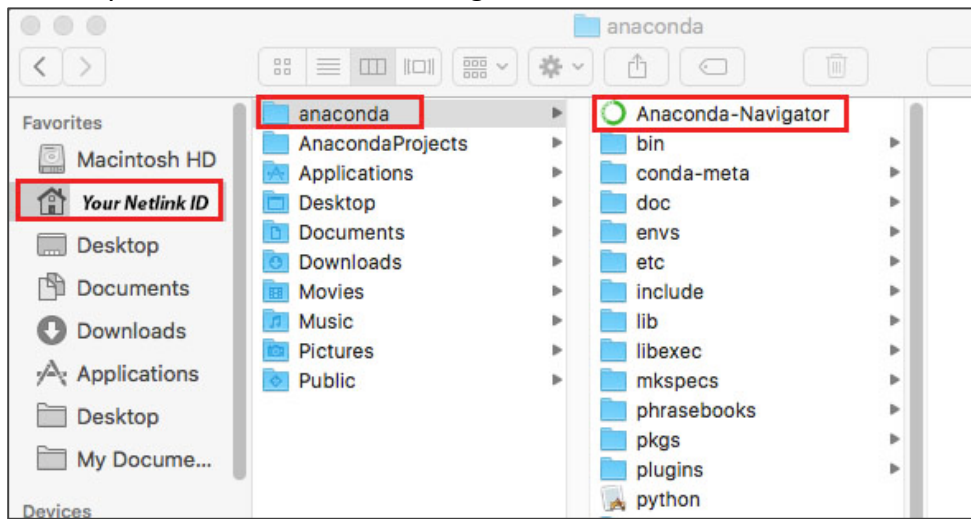 anaconda
Favorites
Macintosh HD
Your Netlink ID
Desktop
Documents
Downloads
Applications
Desktop
My Docume...
Devices
anaconda
AnacondaProjects
Applications
Desktop
Documents
Downloads
Movies
Music
Pictures
Public
Anaconda-Navigator
bin
conda-meta
doc
envs
etc
include
lib
libexec
mkspecs
phrasebooks
pkgs
plugins
python